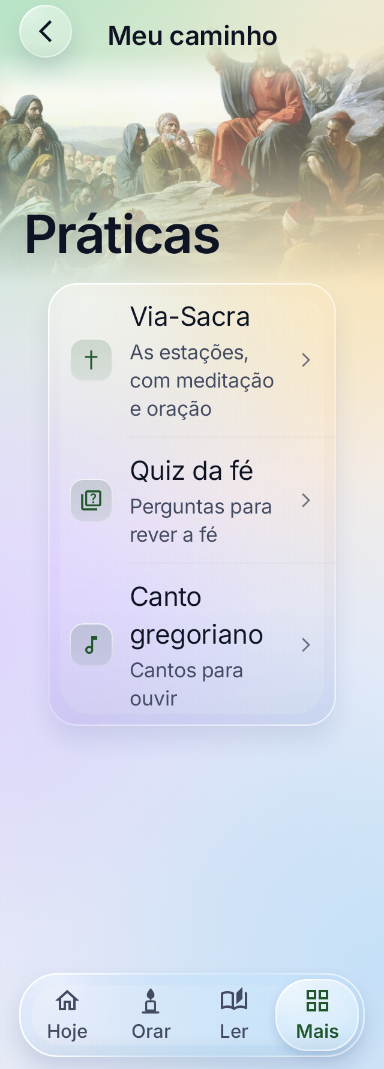 Meu caminho
Práticas
Via-Sacra
As estações,
com meditação
e oração
Quiz da fé
Perguntas para
rever a fé
Canto
gregoriano
Cantos para
ouvir
Hoje
Orar
Ler
Mais